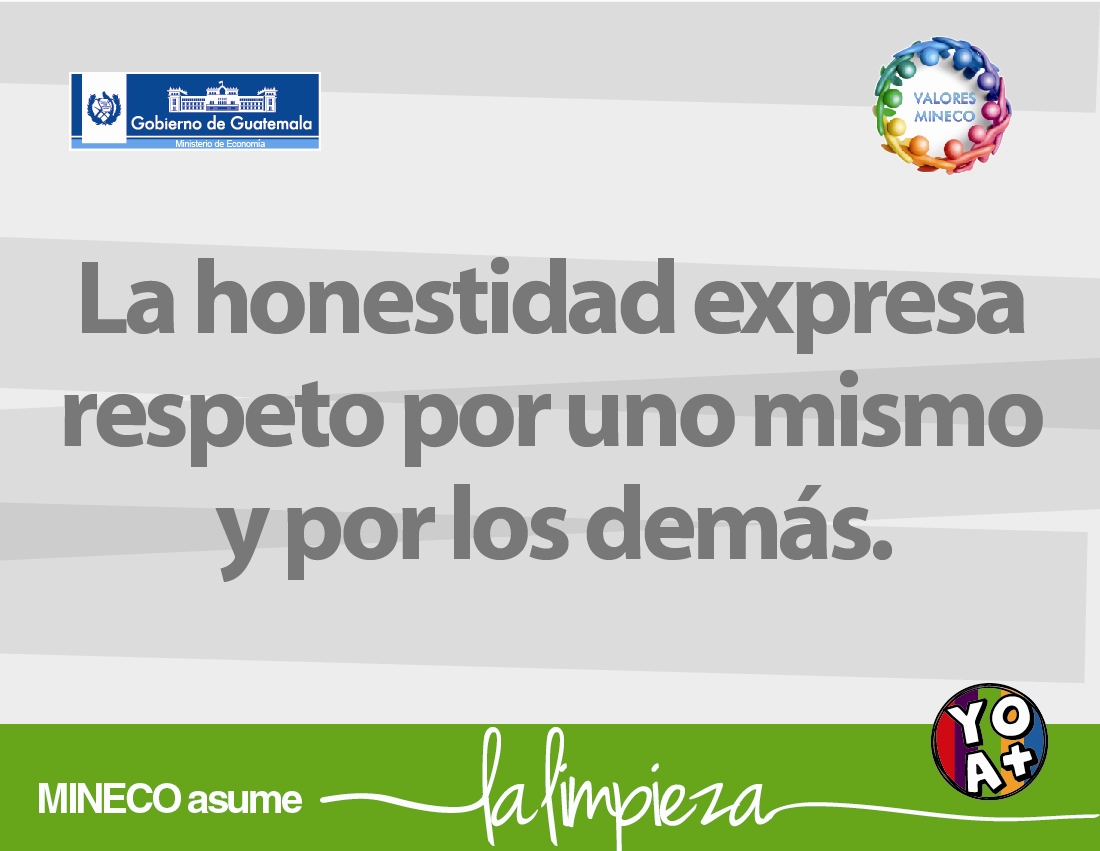 Gobierno de Guatemala
Ministerio de Economía
VALORES
MINECO
La honestidad expresa
respeto por uno mismo
y por los demás.
YO
A+
MINECO asume la limpieza